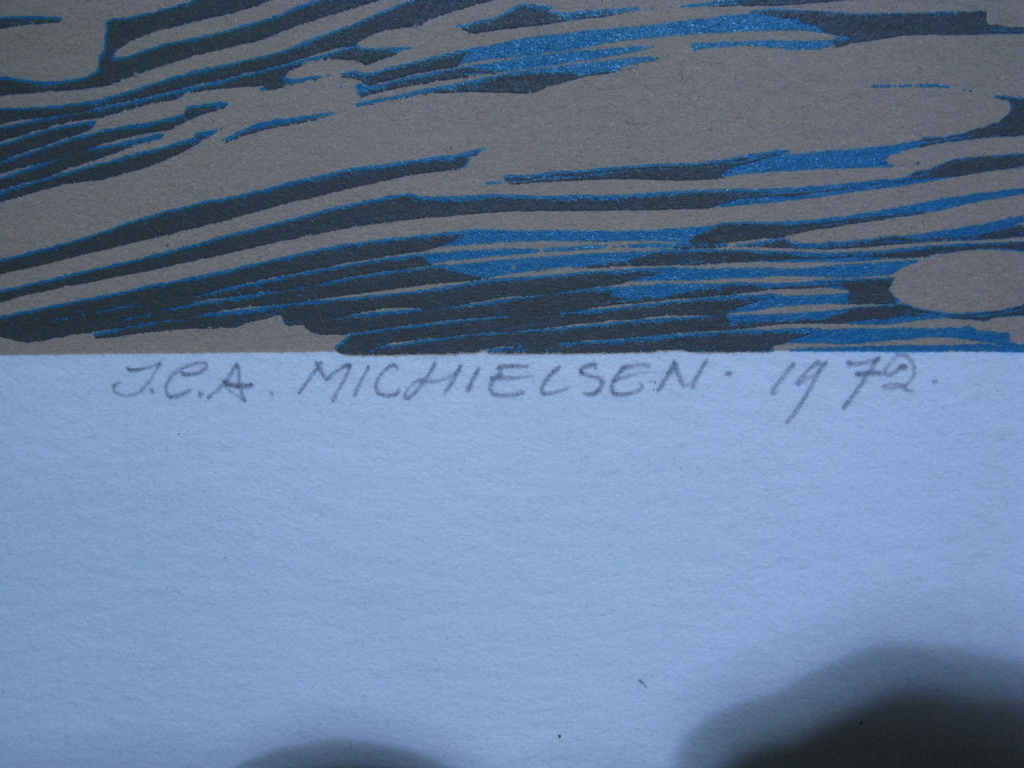 J.C.A. MICHIELSEN. 1972.